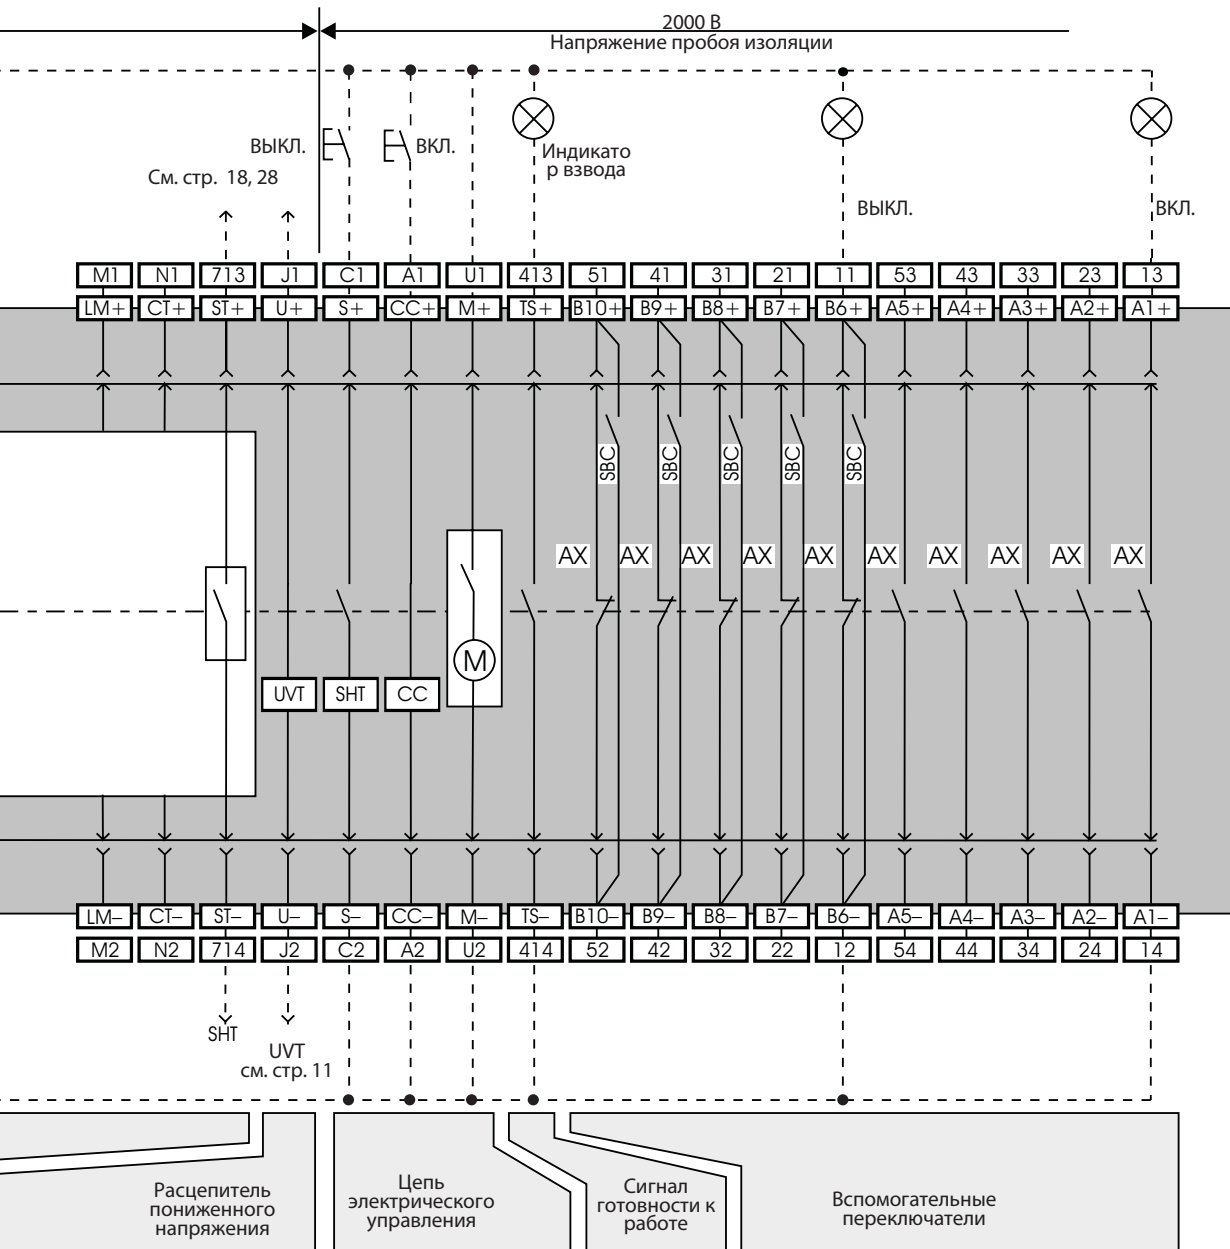 2000 В
Напряжение пробоя изоляции
ВЫКЛ.
ВКЛ.
Индикато
р взвода
См. стр. 18, 28
ВЫКЛ.
ВКЛ.
M1 N1 713 J1 C1 A1 U1 413 51 41 31 21 11 53 43 33 23 13
LM+ CT+ ST+ U+ S+ CC+ M+ TS+ B10+ B9+ B8+ B7+ B6+ A5+ A4+ A3+ A2+ A1+
SBC SBC SBC SBC SBC
AX AX AX AX AX AX AX AX AX AX
M
UVT SHT CC
LM– CT– ST– U– S– CC– M– TS– B10– B9– B8– B7– B6– A5– A4– A3– A2– A1–
M2 N2 714 J2 C2 A2 U2 414 52 42 32 22 12 54 44 34 24 14
SHT
UVT
см. стр. 11
Расцепитель
пониженного
напряжения
Цепь
электрического
управления
Сигнал
готовности к
работе
Вспомогательные
переключатели